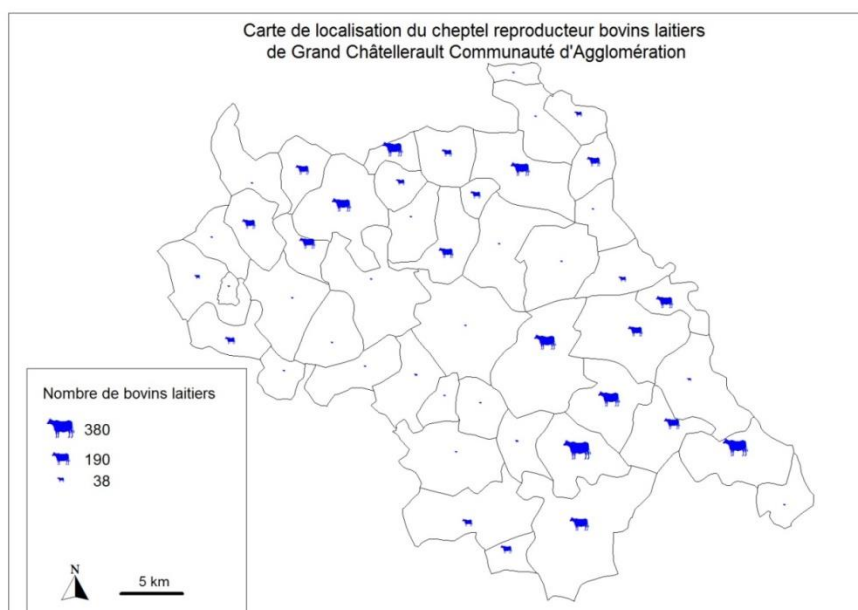 Carte de localisation du cheptel reproducteur bovins laitiers
de Grand Châtellerault Communauté d'Agglomération
Nombre de bovins laitiers
380
190
38
N
5 km